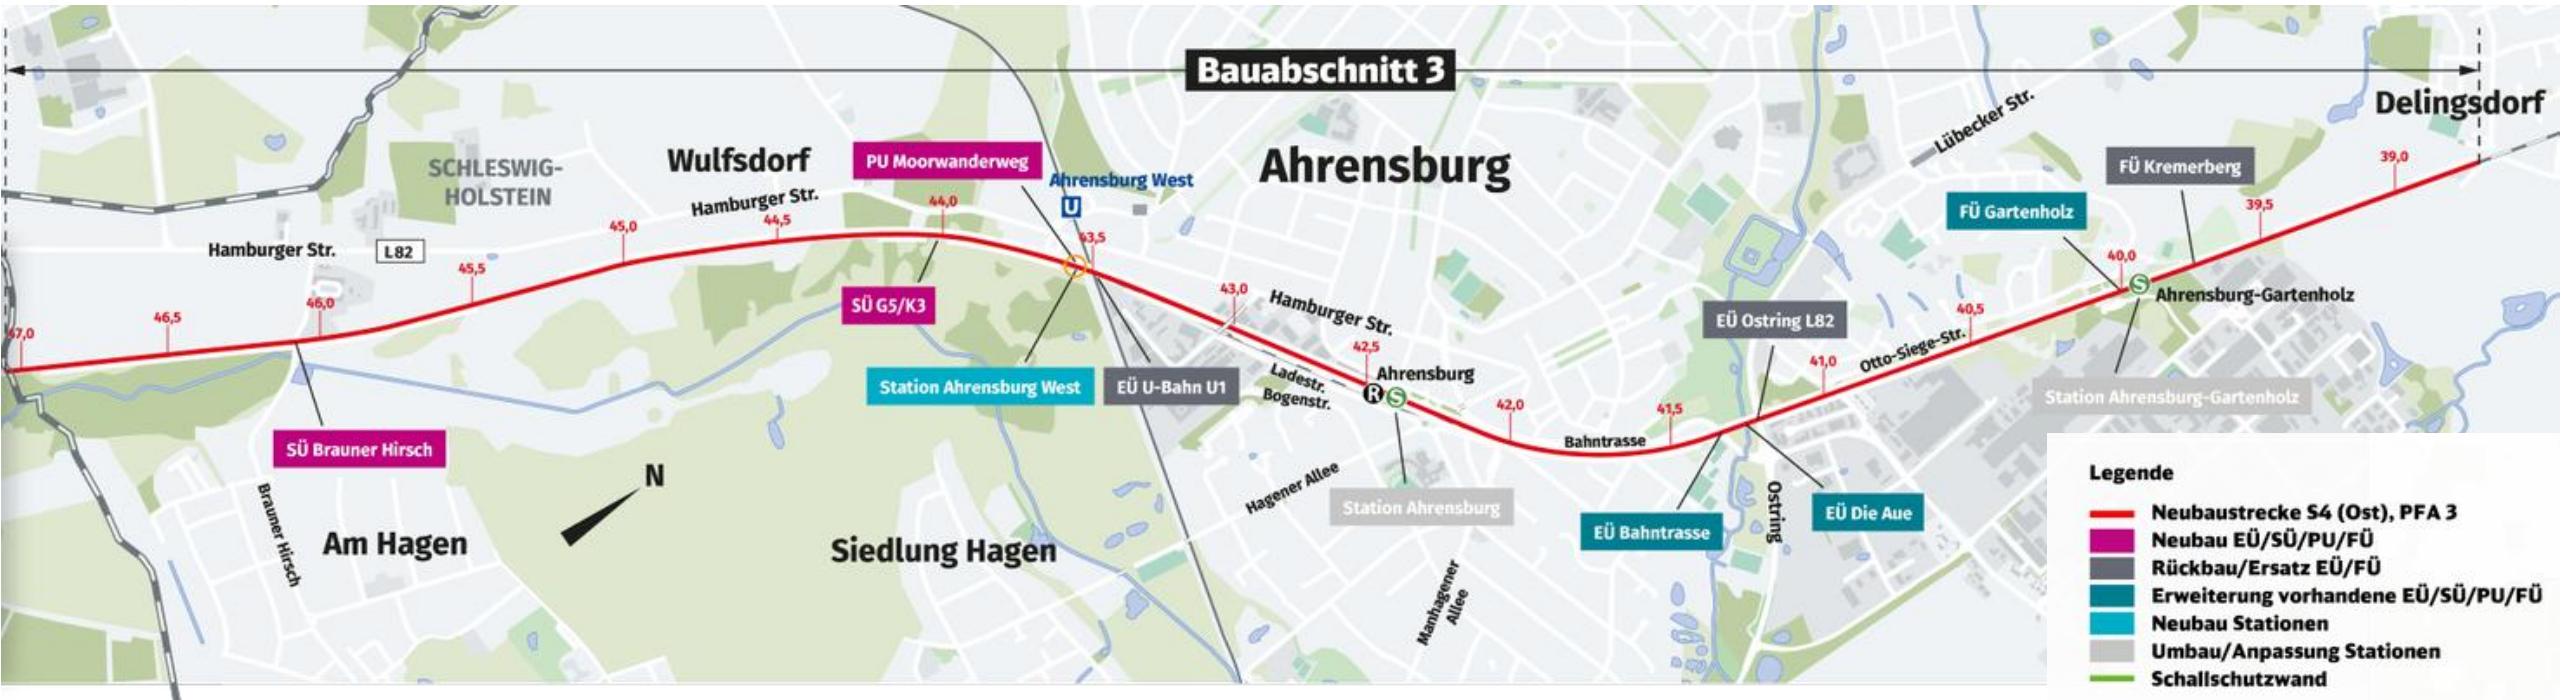 Bauabschnitt 3
Delingsdorf
Lübecker Str.
Wulfsdorf
PU Moorwanderweg
Ahrensburg
FÜ Kremerberg
39,0
SCHLESWIG-
HOLSTEIN
Ahrensburg West
U
Hamburger Str.
44,0
44,5
45,0
FÜ Gartenholz
39,5
Hamburger Str.
L82
43,5
40,0
S
Ahrensburg-Gartenholz
45,5
46,0
46,5
47,0
SÜ G5/K3
43,0
Hamburger Str.
EÜ Ostring L82
40,5
Otto-Siege-Str.
41,0
42,5
Ahrensburg
R
S
Station Ahrensburg West
EÜ U-Bahn U1
Ladestr.
Bogenstr.
42,0
41,5
Bahntrasse
Station Ahrensburg-Gartenholz
SÜ Brauner Hirsch
N
Hagener Allee
Station Ahrensburg
Ostring
EÜ Die Aue
EÜ Bahntrasse
Brauner Hirsch
Am Hagen
Siedlung Hagen
Manhagener
Allee
Legende
Neubaustrecke S4 (Ost), PFA 3
Neubau EÜ/SÜ/PU/FÜ
Rückbau/Ersatz EÜ/FÜ
Erweiterung vorhandene EÜ/SÜ/PU/FÜ
Neubau Stationen
Umbau/Anpassung Stationen
Schallschutzwand